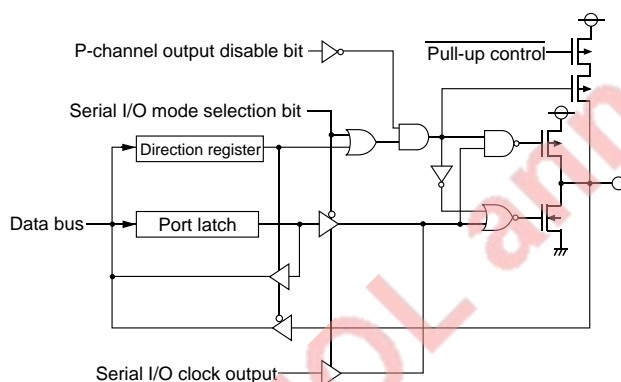 P-channel output disable bit
Pull-up control
Serial I/O mode selection bit
Direction register
Data bus
Port latch
Serial I/O clock output